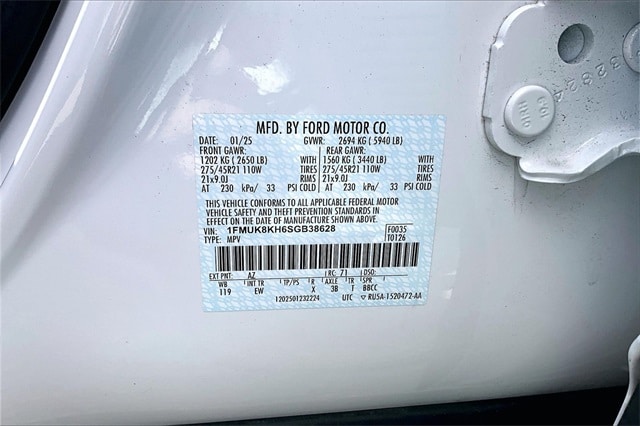 MFD. BY FORD MOTOR CO.
DATE: 01/25 GVWR: 2694 KG ( 5940 LB)
FRONT GAWR: REAR GAWR:
1202 KG ( 2650 LB) WITH 1560 KG ( 3440 LB) WITH
275/45R21 110W TIRES 275/45R21 110W TIRES
21x9.0J RIMS 21x9.0J RIMS
AT 230 kPa/ 33 PSI COLD AT 230 kPa/ 33 PSI COLD
THIS VEHICLE CONFORMS TO ALL APPLICABLE FEDERAL MOTOR
VEHICLE SAFETY AND THEFT PREVENTION STANDARDS IN
EFFECT ON THE DATE OF MANUFACTURE SHOWN ABOVE.
VIN: 1FMUK8KH6SGB38628 F0035
TYPE: MPV T0126
EXT PNT: AZ RC: 71 DSO:
WB INT TR TP/PS R AXLE TR SPR
119 EW X 3B F BBCC
1202501232224 UTC RU5A-1520472-AA
32924